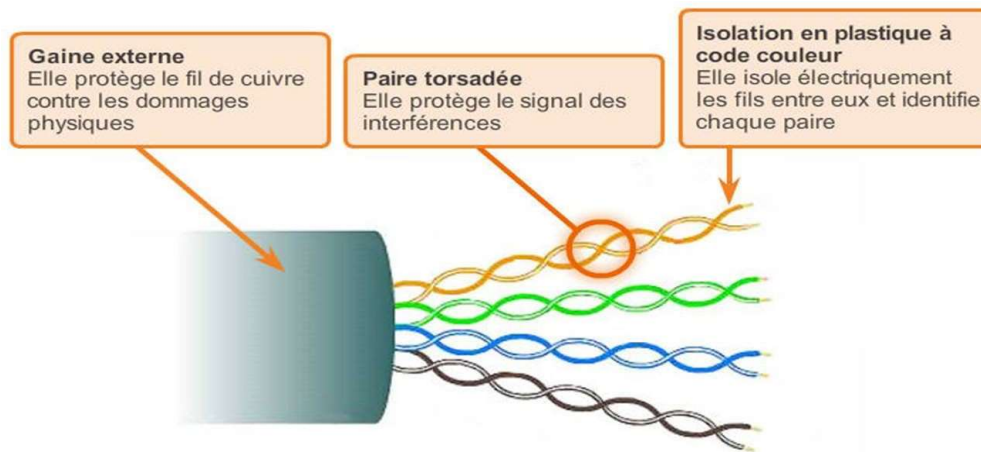 Gaine externe
Elle protège le fil de cuivre
contre les dommages
physiques
Paire torsadée
Elle protège le signal des
interférences
Isolation en plastique à
code couleur
Elle isole électriquement
les fils entre eux et identifie
chaque paire